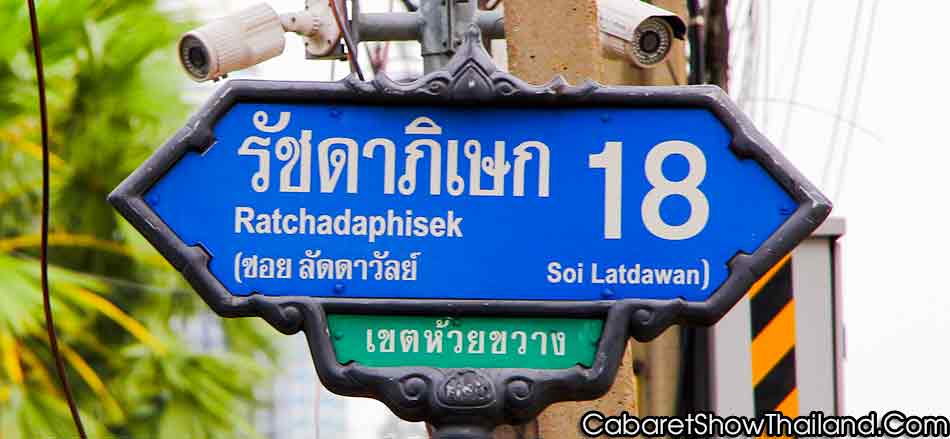 รัชดาภิเษก 18
Ratchadaphisek
(ซอย ลัดดาวัลย์ Soi Latdawan)
เขตห้วยขวาง
CabaretShowThailand.Com